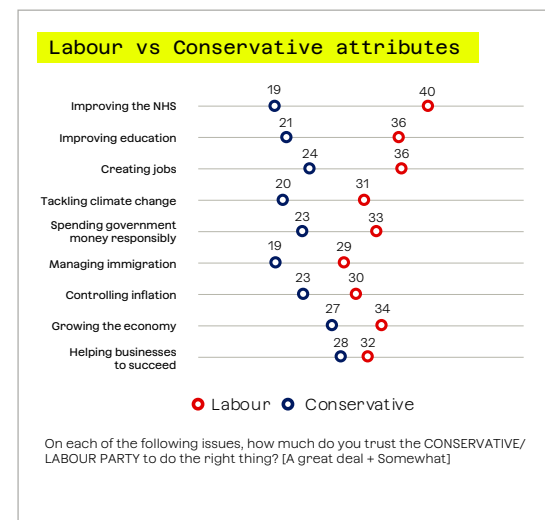 Labour vs Conservative attributes
19 40
Improving the NHS
21 36
Improving education
24 36
Creating jobs
20 31
Tackling climate change
23 33
Spending government
money responsibly
19 29
Managing immigration
23 30
Controlling inflation
27 34
Growing the economy
28 32
Helping businesses
to succeed
Labour Conservative
On each of the following issues, how much do you trust the CONSERVATIVE/
LABOUR PARTY to do the right thing? [A great deal + Somewhat]